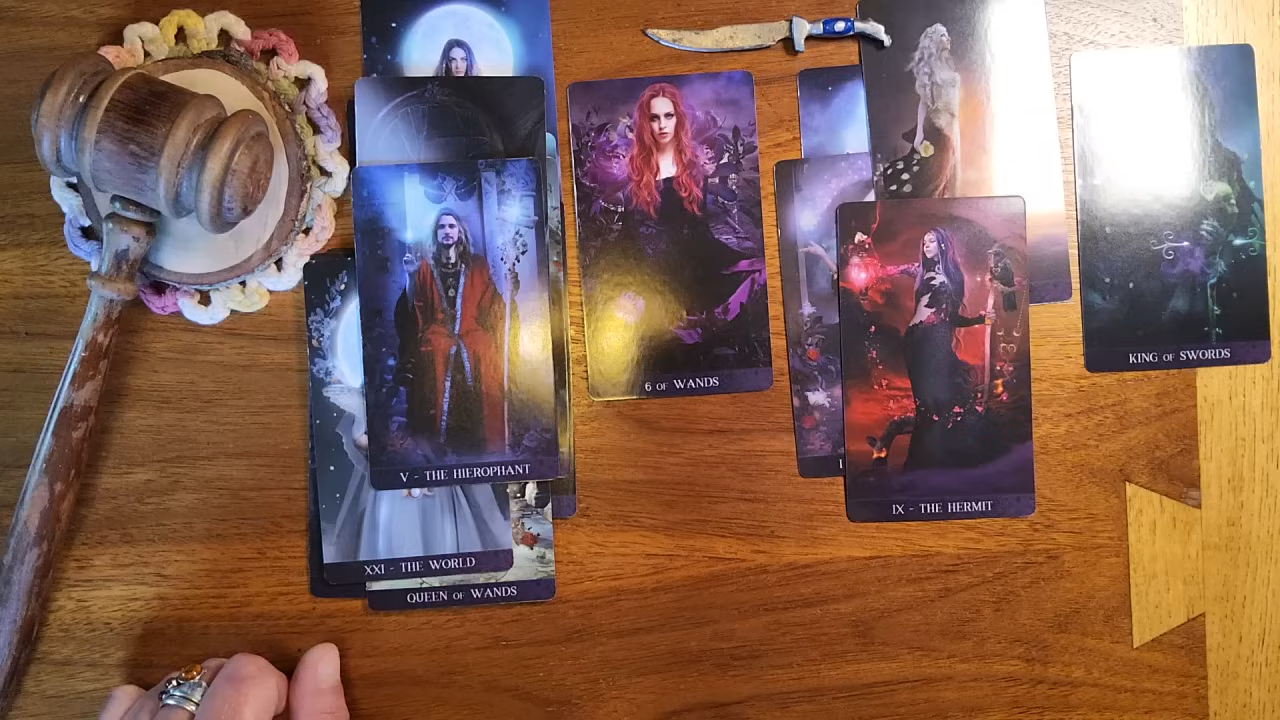 V - THE HIEROPHANT
XXI - THE WORLD
QUEEN OF WANDS
6 OF WANDS
IX - THE HERMIT
KING OF SWORDS